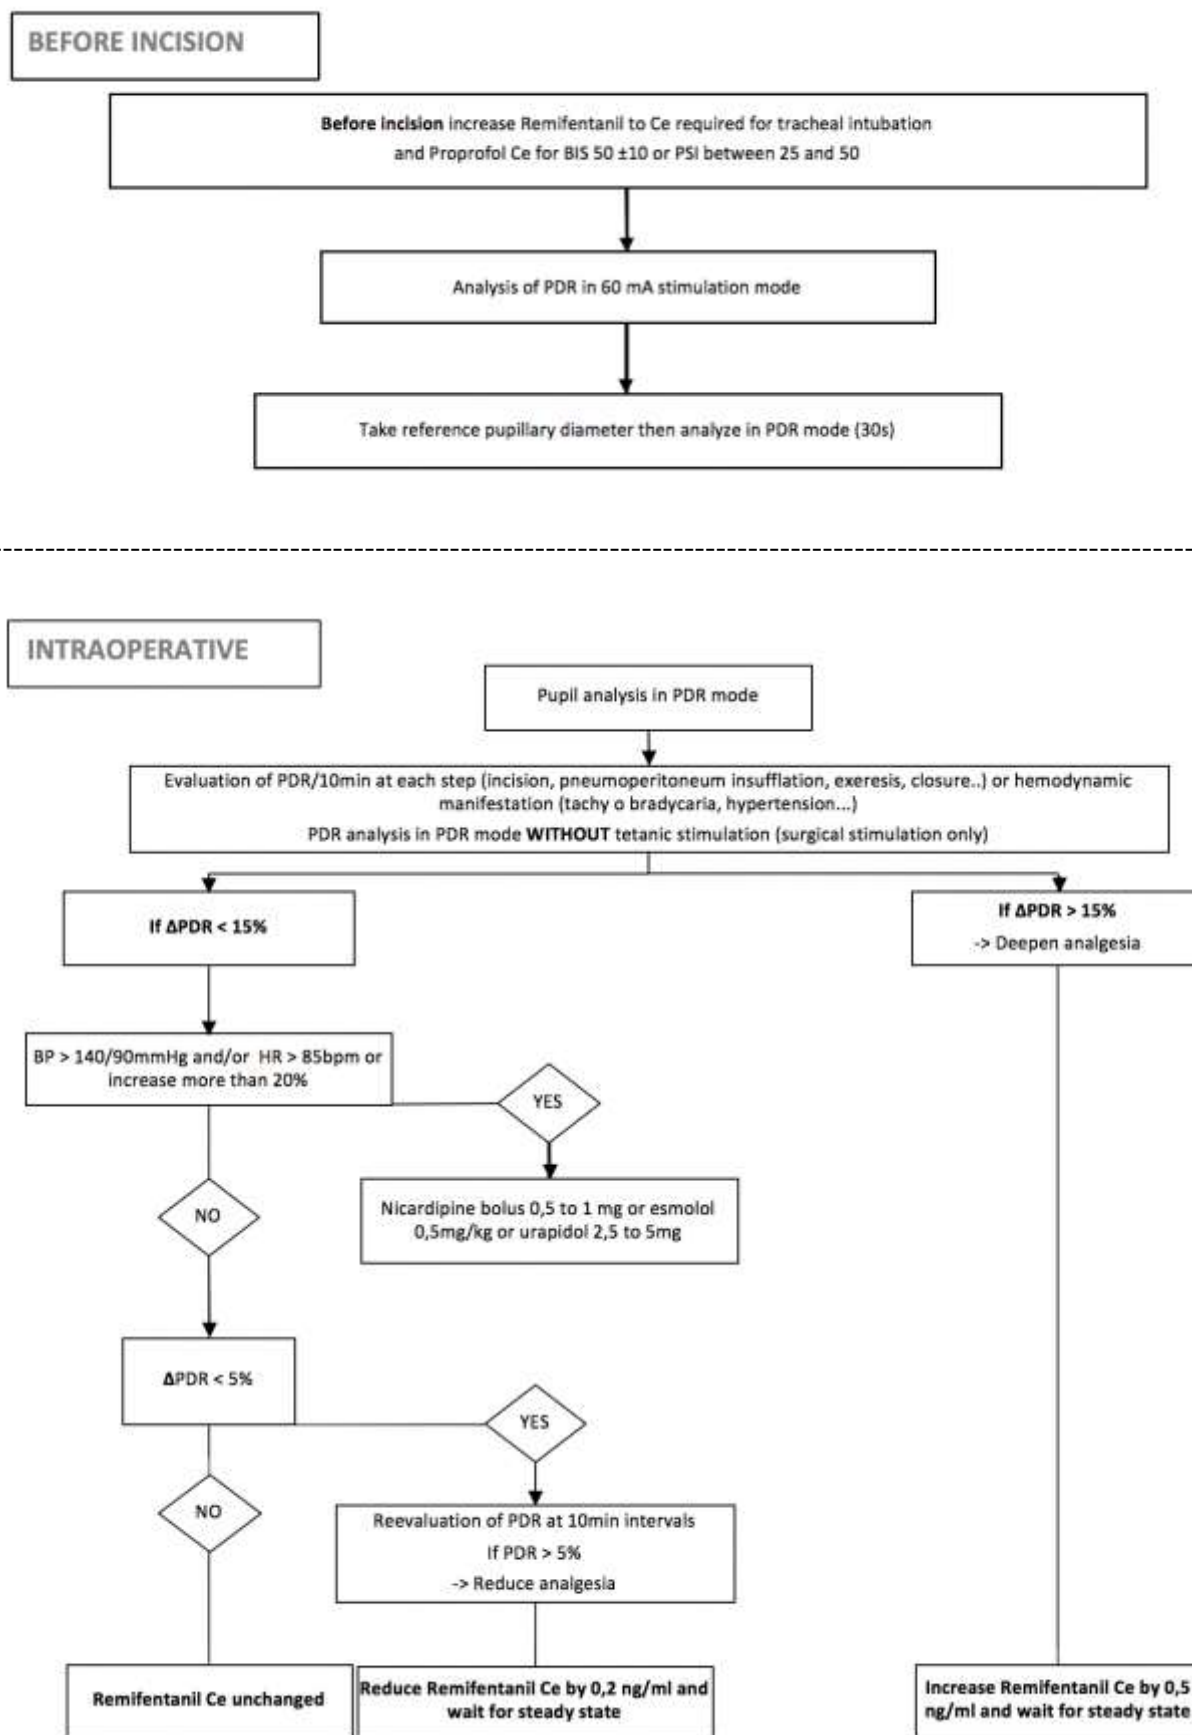 BEFORE INCISION
Before incision increase Remifentanil to Ce required for tracheal intubation
and Proprofol Ce for BIS 50 ±10 or PSI between 25 and 50
Analysis of PDR in 60 mA stimulation mode
Take reference pupillary diameter then analyze in PDR mode (30s)
INTRAOPERATIVE
Pupil analysis in PDR mode
Evaluation of PDR/10min at each step (incision, pneumoperitoneum insufflation, exeresis, closure..) or hemodynamic
manifestation (tachy o bradycaria, hypertension...)
PDR analysis in PDR mode WITHOUT tetanic stimulation (surgical stimulation only)
If ΔPDR < 15%
If ΔPDR > 15%
-> Deepen analgesia
BP > 140/90mmHg and/or HR > 85bpm or
increase more than 20%
YES
NO
Nicardipine bolus 0,5 to 1 mg or esmolol
0,5mg/kg or urapidol 2,5 to 5mg
ΔPDR < 5%
YES
NO
Reevaluation of PDR at 10min intervals
If PDR > 5%
-> Reduce analgesia
Remifentanil Ce unchanged
Reduce Remifentanil Ce by 0,2 ng/ml and
wait for steady state
Increase Remifentanil Ce by 0,5
ng/ml and wait for steady state